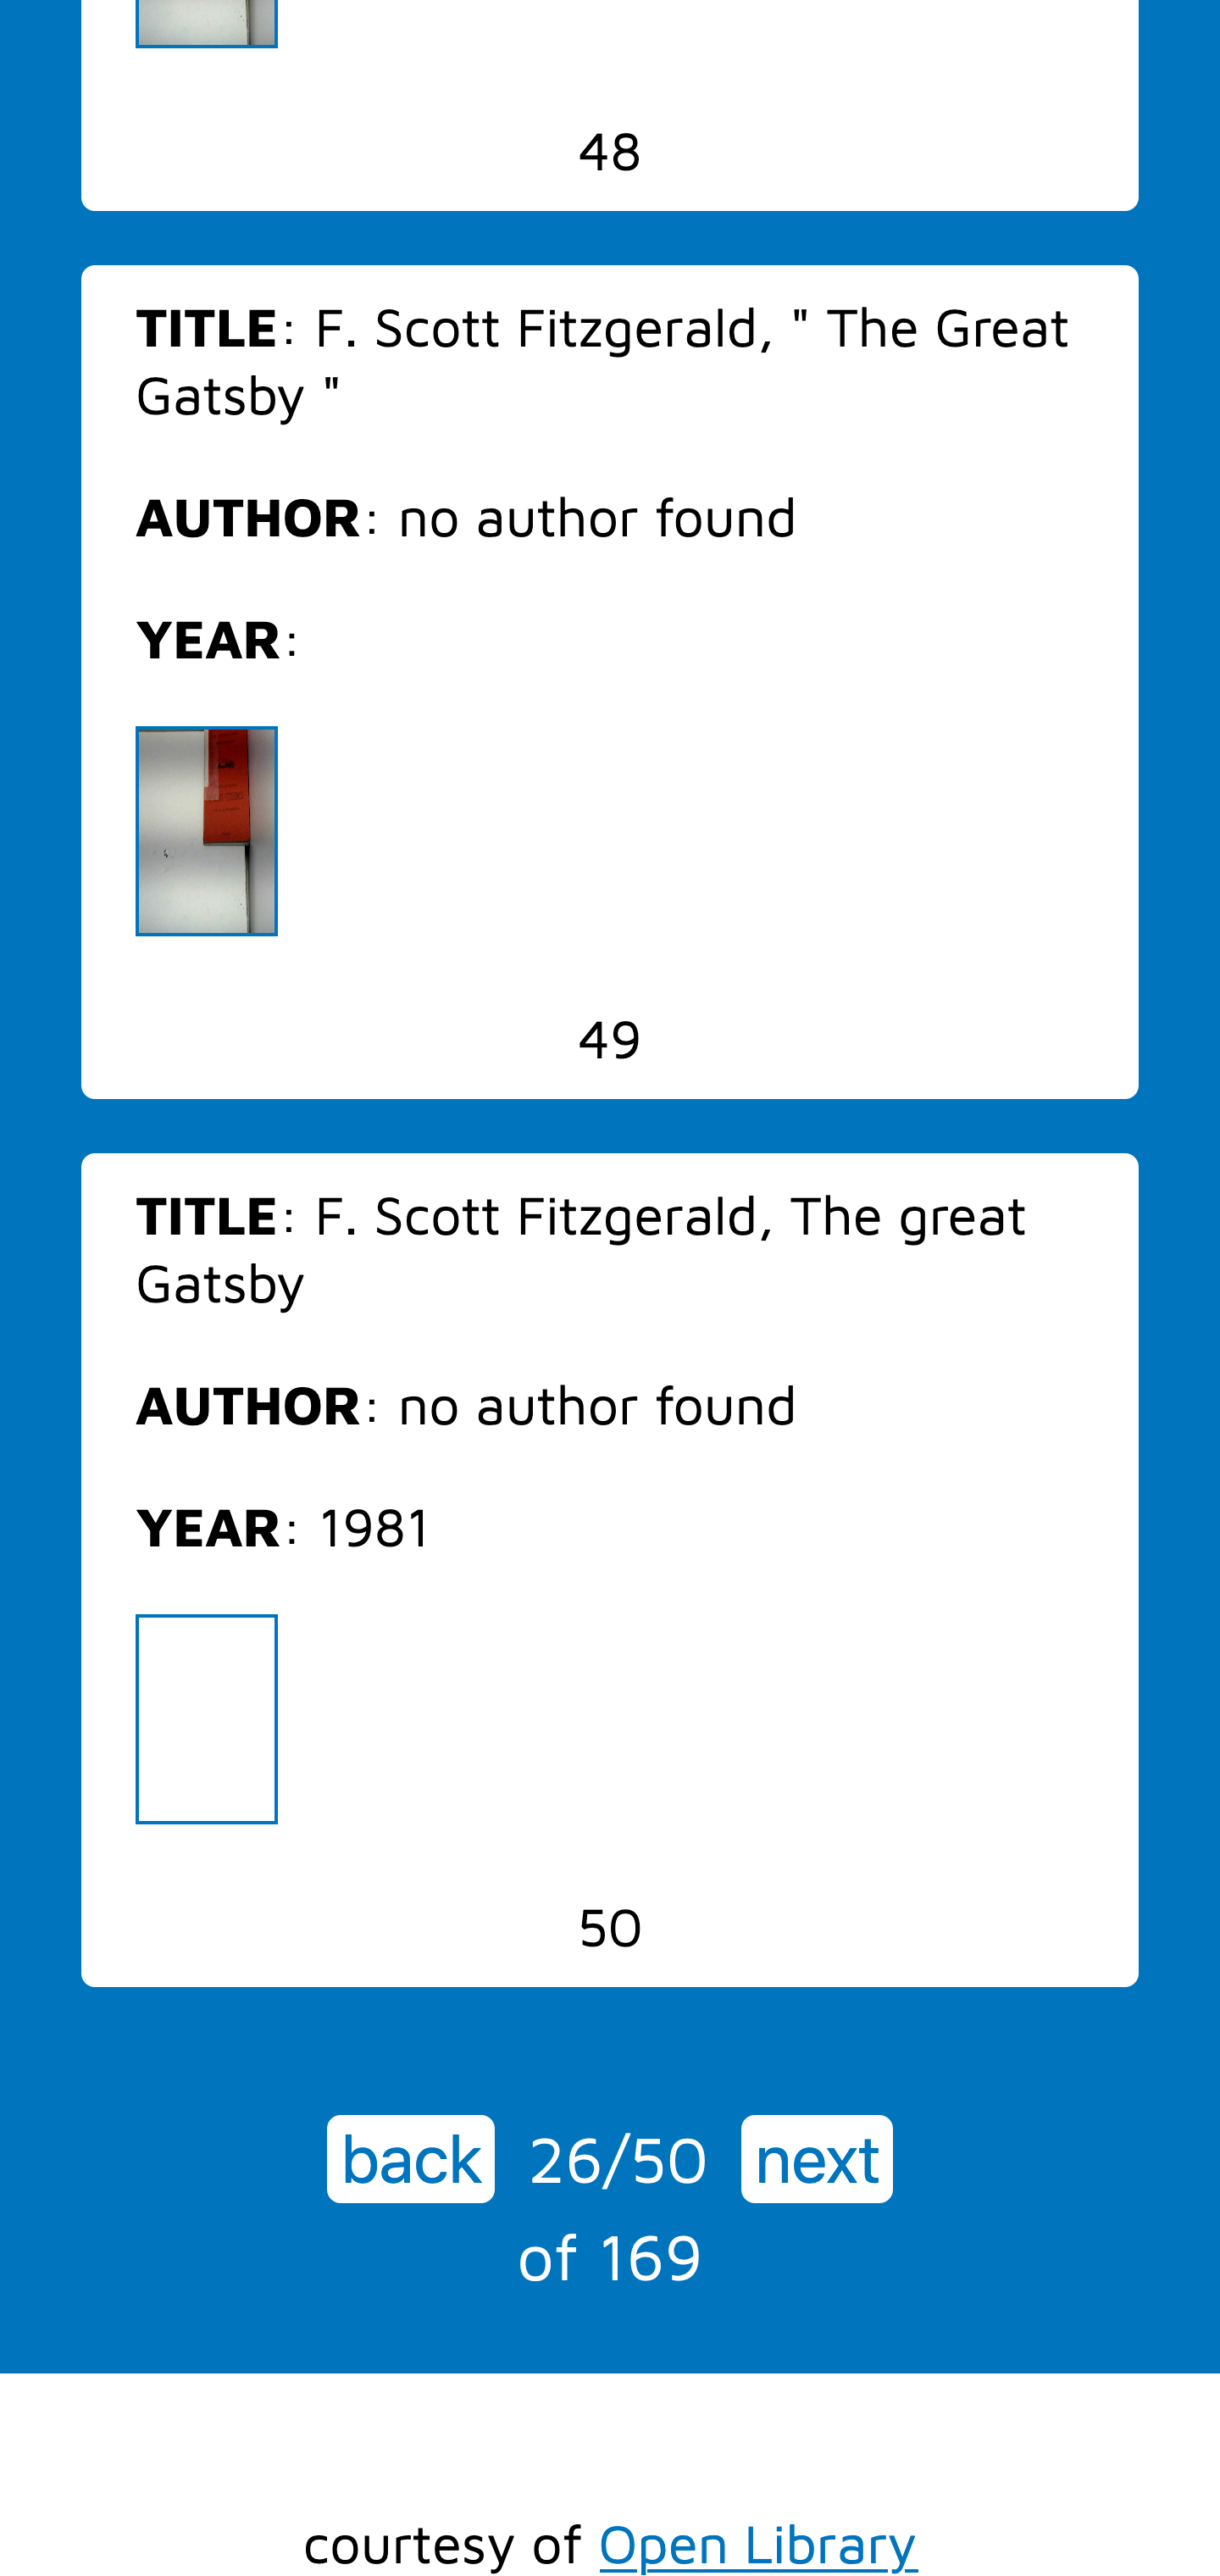 48
TITLE: F. Scott Fitzgerald, " The Great
Gatsby "
AUTHOR: no author found
YEAR:
49
TITLE: F. Scott Fitzgerald, The great
Gatsby
AUTHOR: no author found
YEAR: 1981
50
back 26/50 next
of 169
courtesy of Open Library